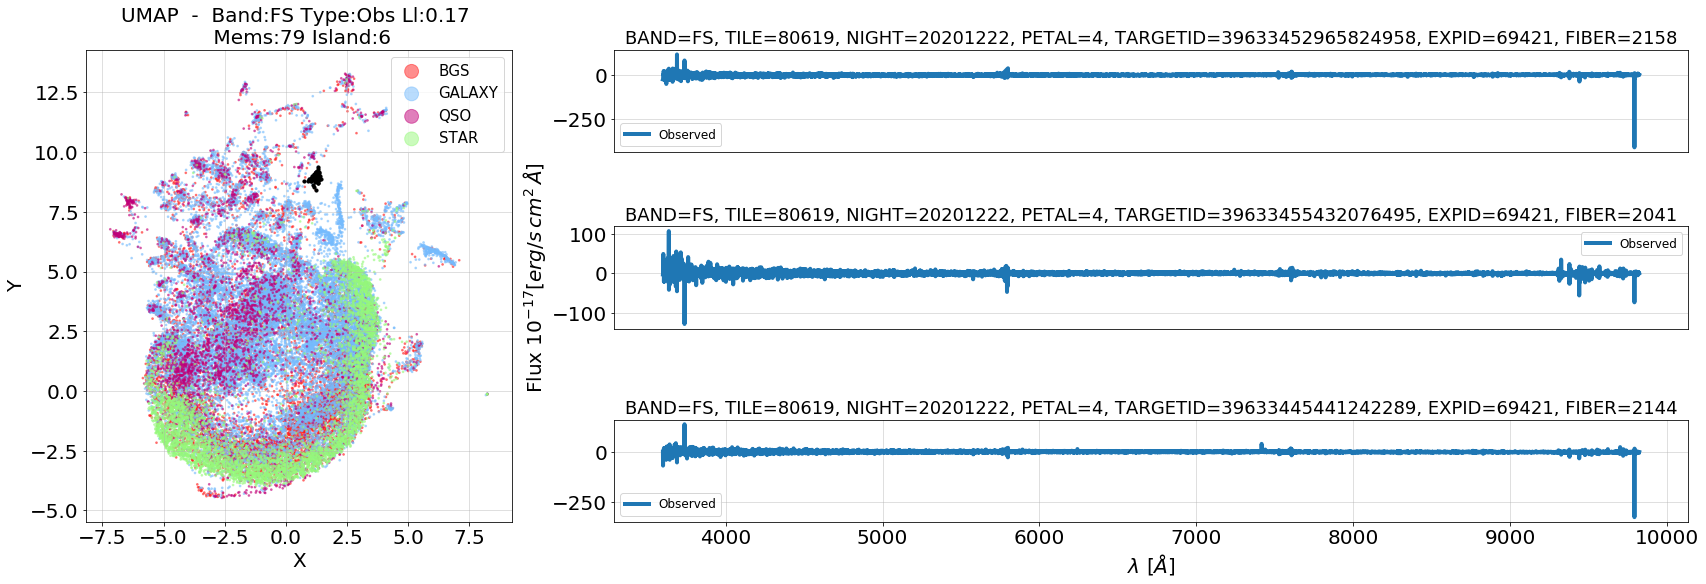 UMAP  -  Band:FS Type:Obs Ll:0.17
Mems:79 Island:6
BGS
GALAXY
QSO
STAR
12.5
10.0
7.5
5.0
2.5
0.0
−2.5
−5.0
Y
−7.5 −5.0 −2.5 0.0 2.5 5.0 7.5
X
Flux 10⁻¹⁷[erg/s cm² Å]
BAND=FS, TILE=80619, NIGHT=20201222, PETAL=4, TARGETID=39633452965824958, EXPID=69421, FIBER=2158
0
−250
Observed
BAND=FS, TILE=80619, NIGHT=20201222, PETAL=4, TARGETID=39633455432076495, EXPID=69421, FIBER=2041
100
0
−100
Observed
BAND=FS, TILE=80619, NIGHT=20201222, PETAL=4, TARGETID=39633445441242289, EXPID=69421, FIBER=2144
0
−250
Observed
4000 5000 6000 7000 8000 9000 10000
λ [Å]